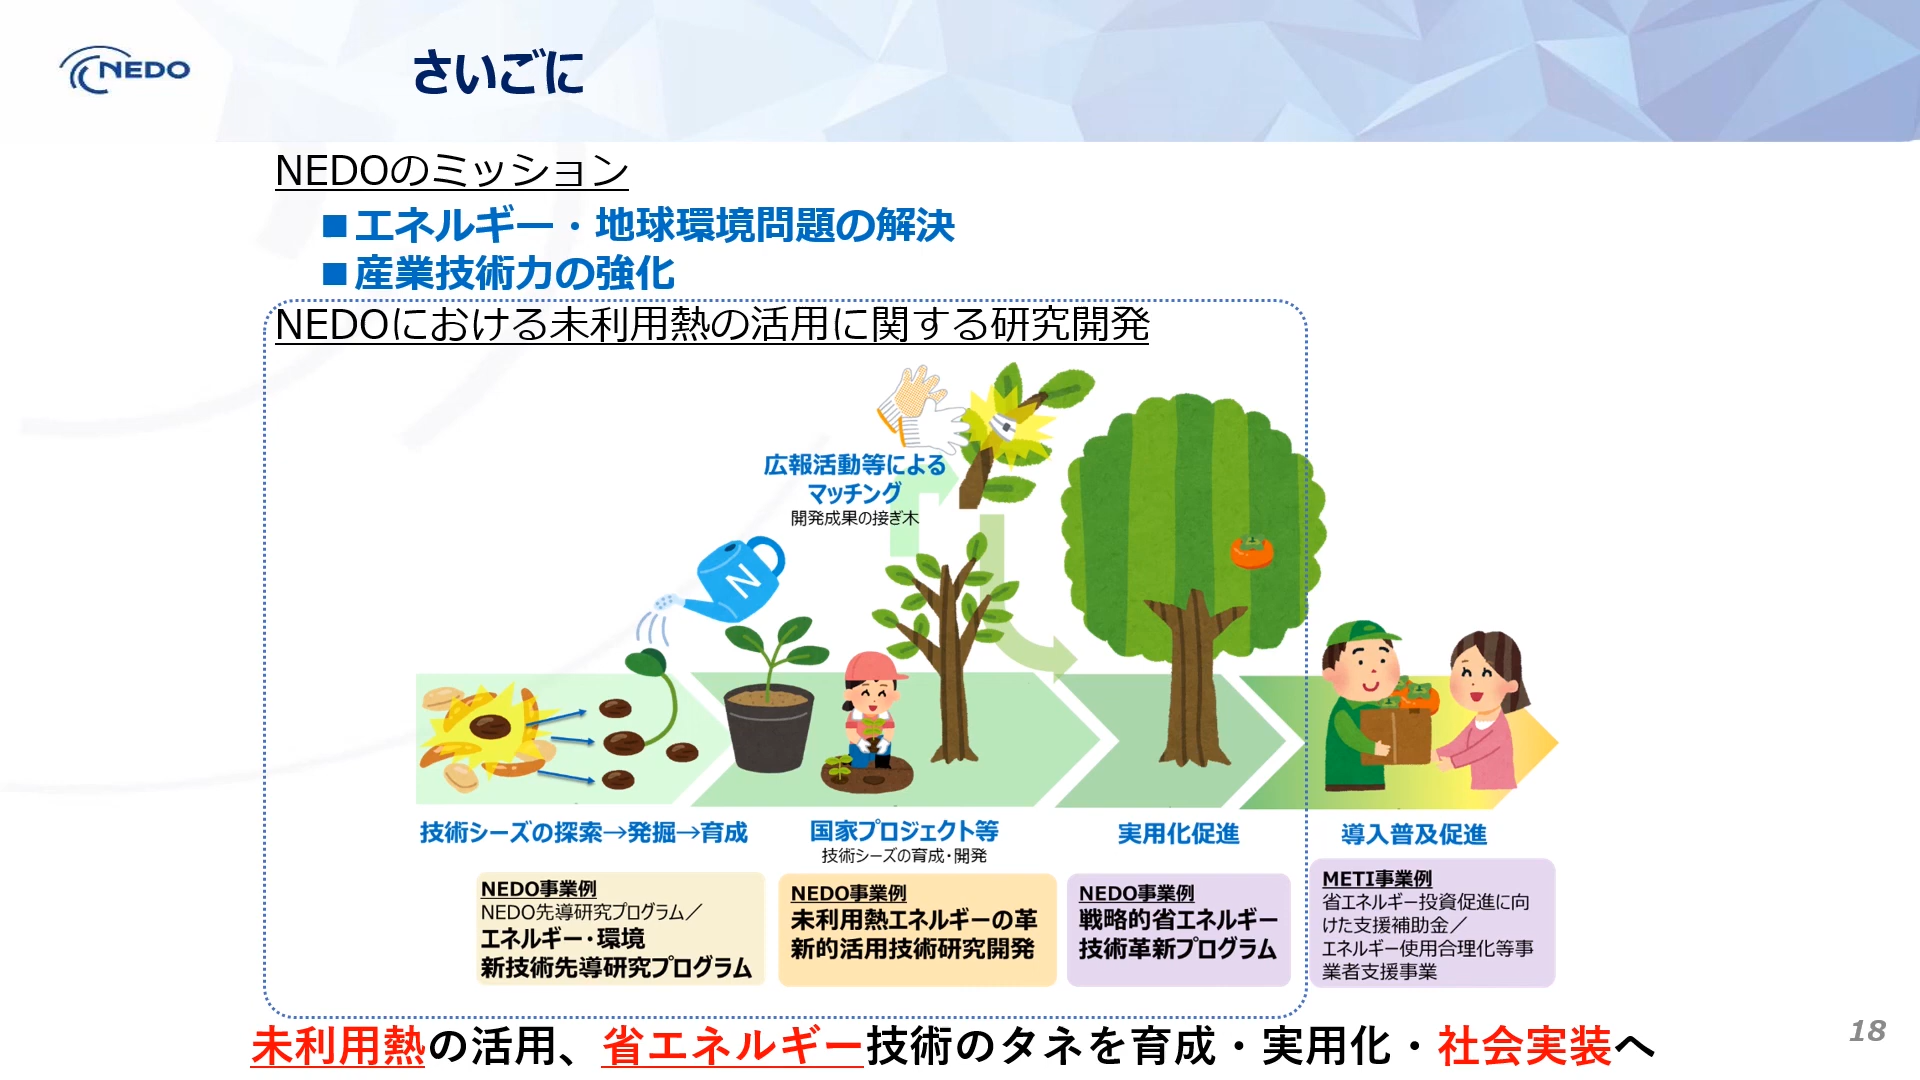 NEDO
さいごに
NEDOのミッション
■エネルギー・地球環境問題の解決
■産業技術力の強化
NEDOにおける未利用熱の活用に関する研究開発
広報活動等による
マッチング
開発成果の接ぎ木
N
技術シーズの探索→発掘→育成
国家プロジェクト等
技術シーズの育成・開発
実用化促進
導入普及促進
NEDO事業例
NEDO先導研究プログラム／
エネルギー・環境
新技術先導研究プログラム
NEDO事業例
未利用熱エネルギーの革
新的活用技術研究開発
NEDO事業例
戦略的省エネルギー
技術革新プログラム
METI事業例
省エネルギー投資促進に向
けた支援補助金／
エネルギー使用合理化等事
業者支援事業
未利用熱の活用、省エネルギー技術のタネを育成・実用化・社会実装へ
18